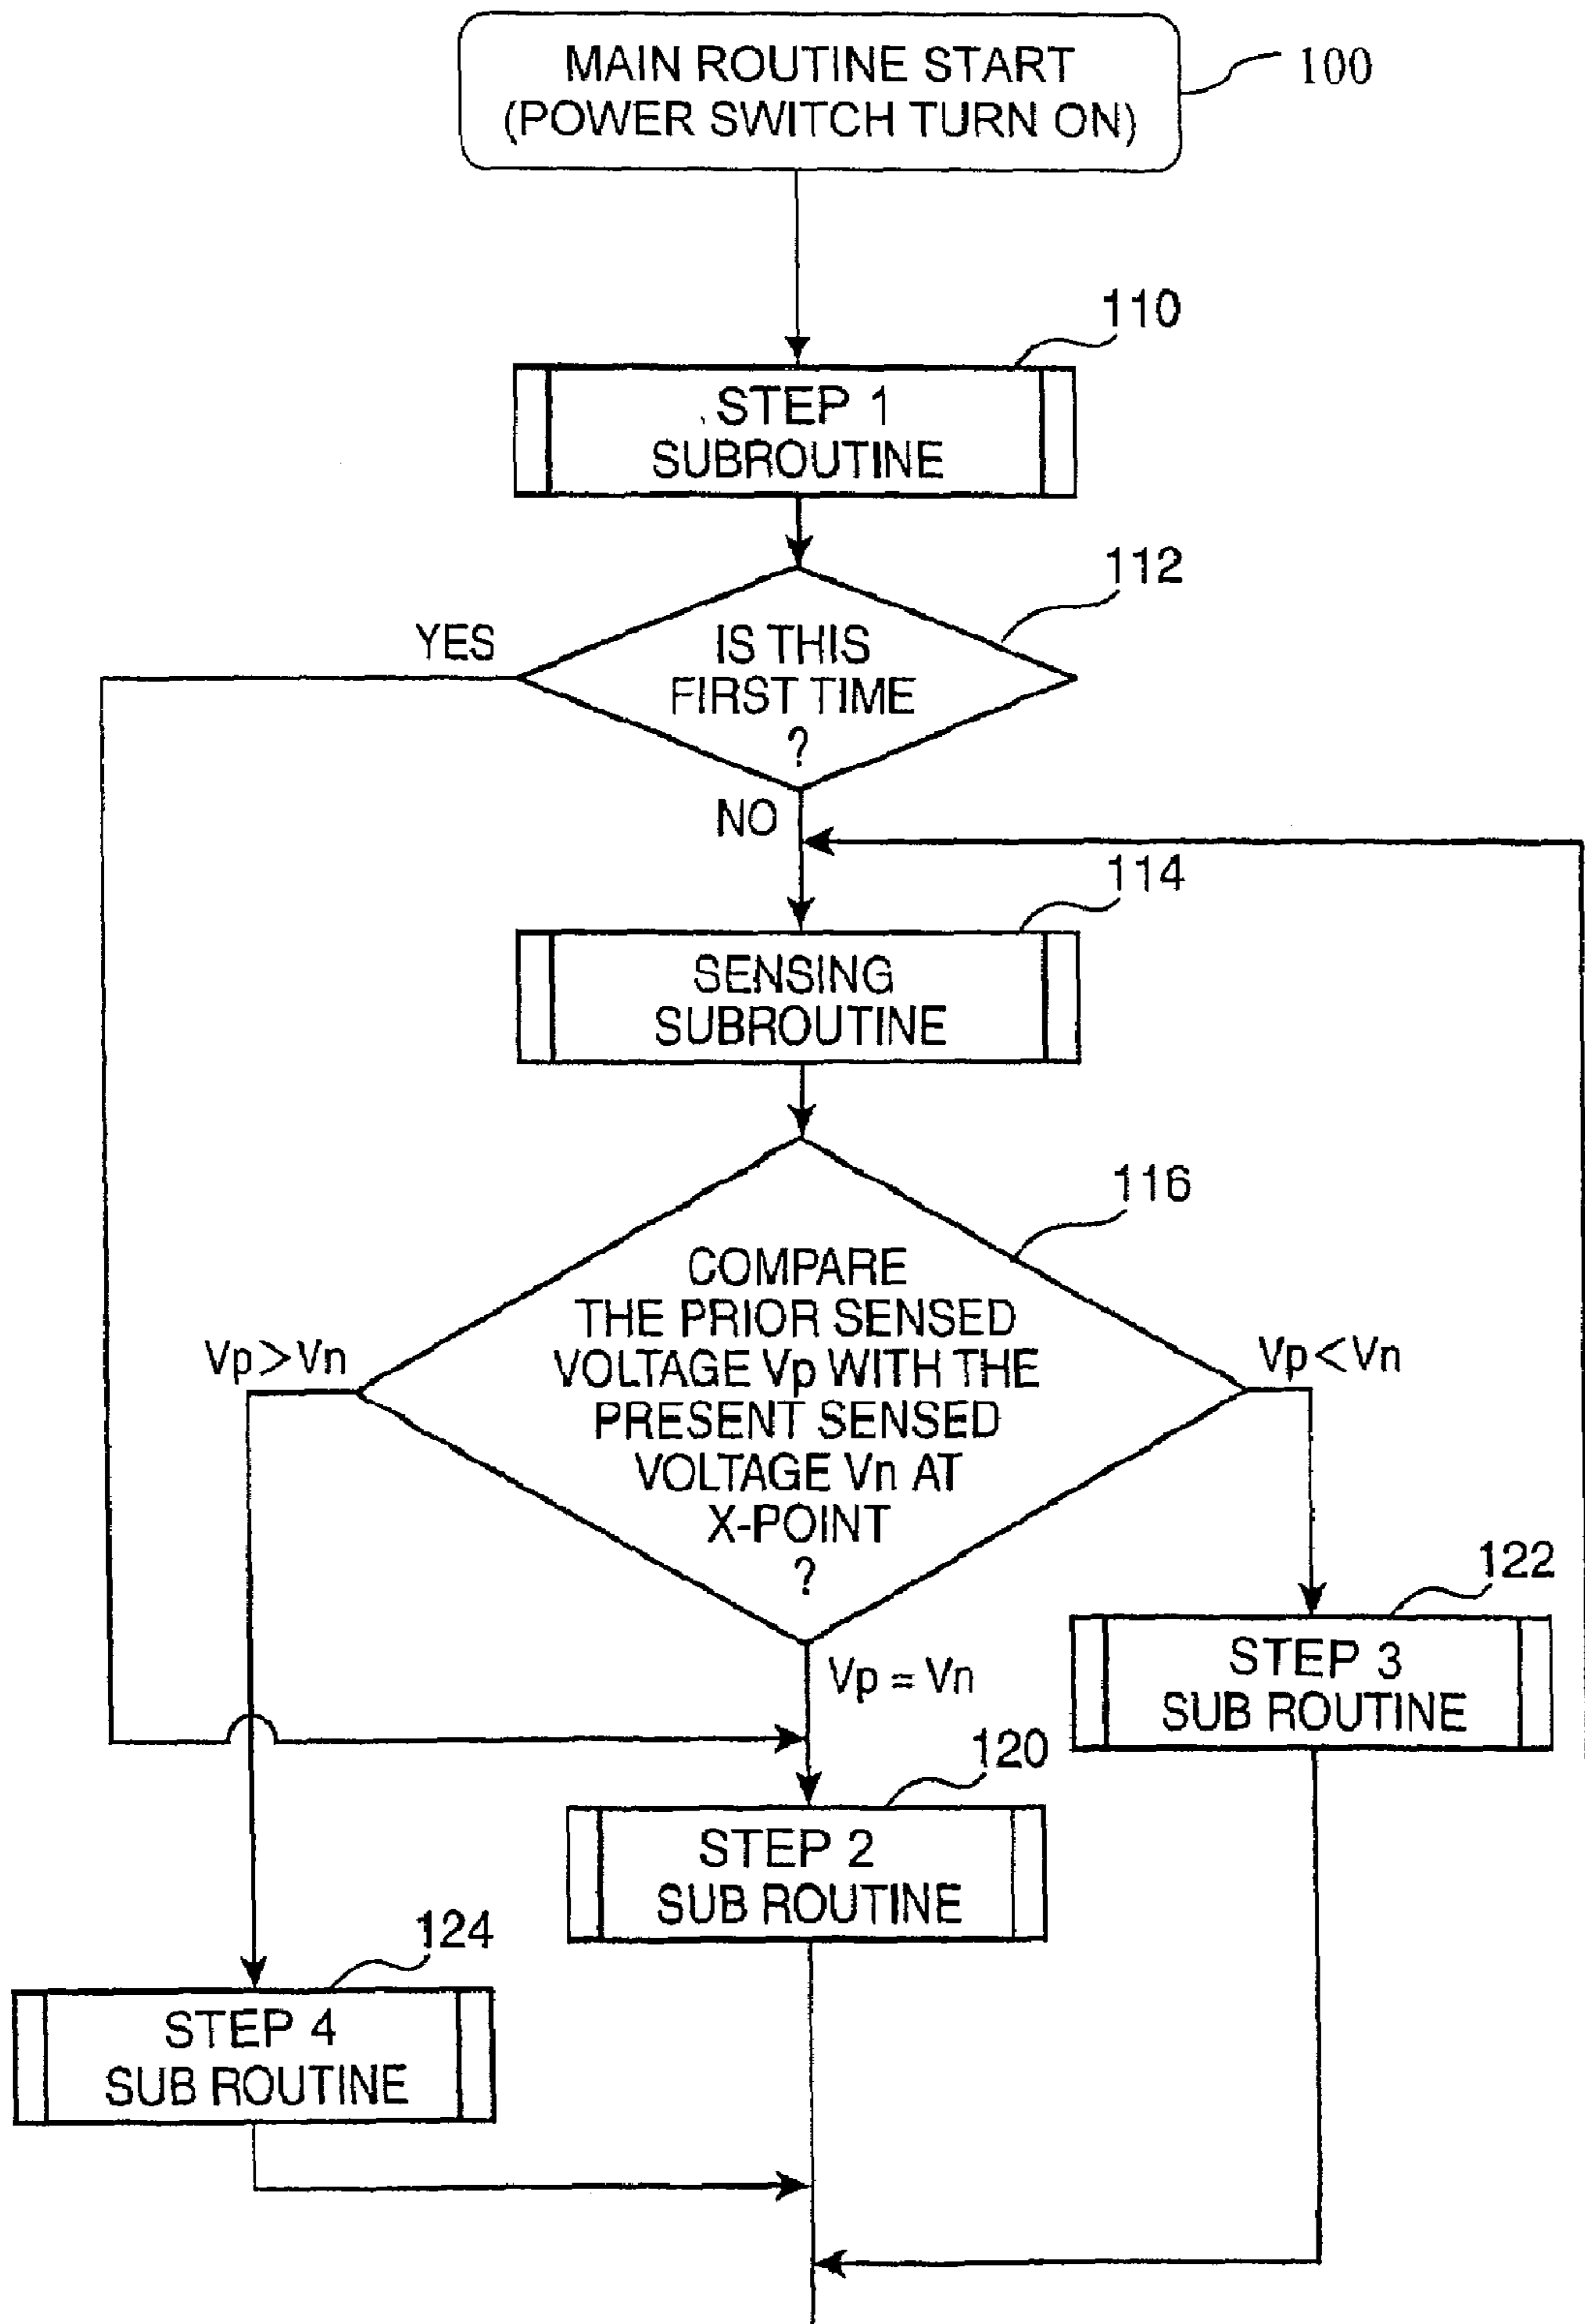 MAIN ROUTINE START
(POWER SWITCH TURN ON)
100
110
STEP 1
SUBROUTINE
112
YES
IS THIS
FIRST TIME
?
NO
114
SENSING
SUBROUTINE
116
COMPARE
THE PRIOR SENSED
VOLTAGE Vp WITH THE
PRESENT SENSED
VOLTAGE Vn AT
X-POINT
?
Vp>Vn
Vp<Vn
Vp = Vn
122
STEP 3
SUB ROUTINE
120
STEP 2
SUB ROUTINE
124
STEP 4
SUB ROUTINE